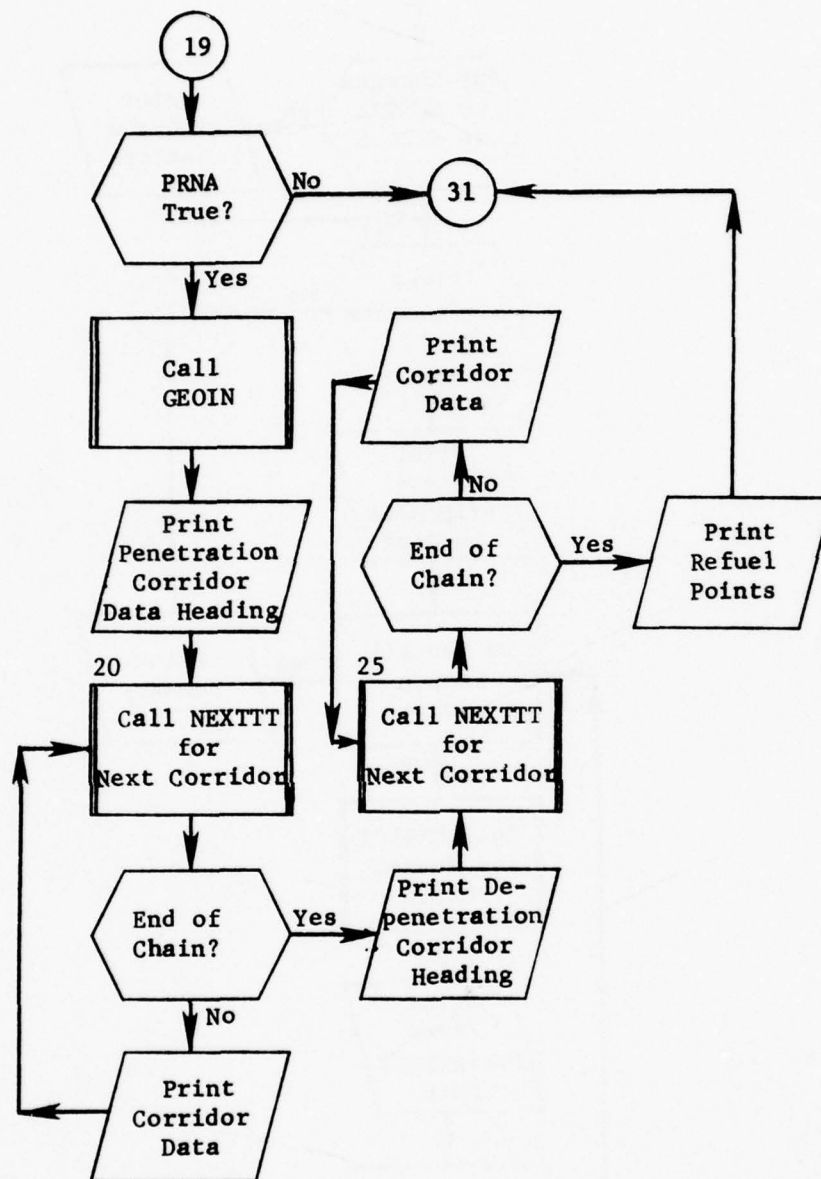 19
PRNA
True?
No
31
Yes
Call
GEOIN
Print
Corridor
Data
No
Print
Penetration
Corridor
Data Heading
End of
Chain?
Yes
Print
Refuel
Points
20
Call NEXTTT
for
Next Corridor
25
Call NEXTTT
for
Next Corridor
End of
Chain?
Yes
Print De-
penetration
Corridor
Heading
No
Print
Corridor
Data